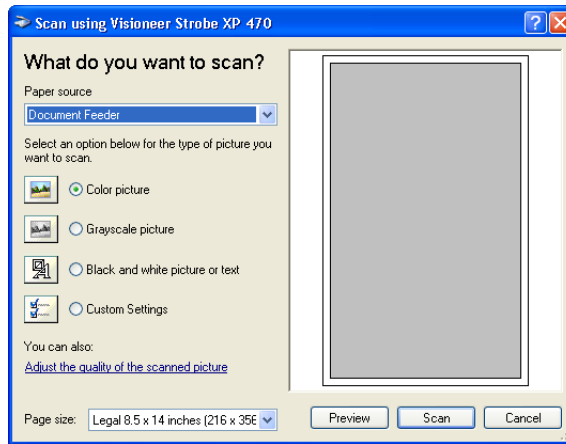 Scan using Visioneer Strobe XP 470
What do you want to scan?
Paper source
Document Feeder
Select an option below for the type of picture you
want to scan.
Color picture
Grayscale picture
Black and white picture or text
Custom Settings
You can also:
Adjust the quality of the scanned picture
Page size: Legal 8.5 x 14 inches (216 x 356
Preview
Scan
Cancel